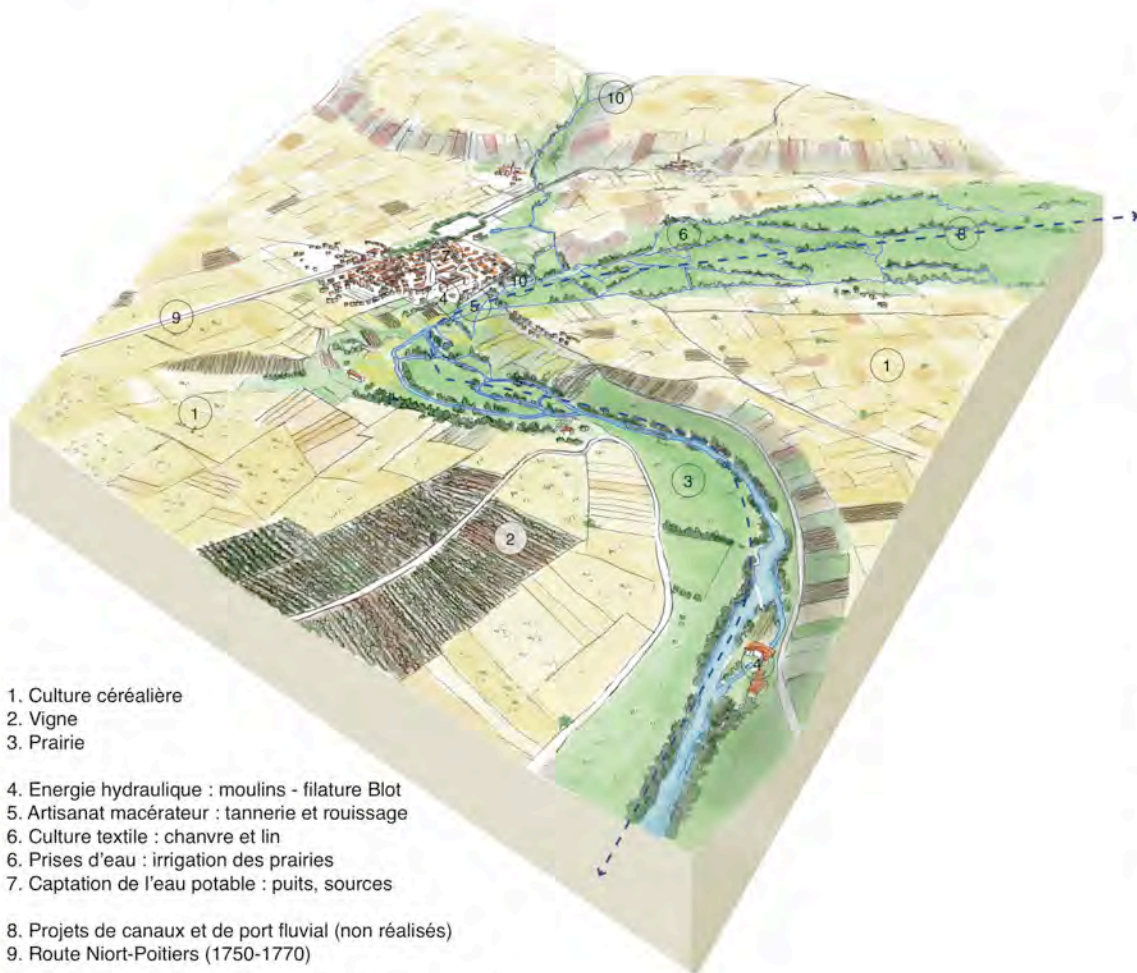 10
6
8
10
4
5
9
1
1
3
2
4
1. Culture céréalière
2. Vigne
3. Prairie
4. Energie hydraulique : moulins - filature Blot
5. Artisanat macérateur : tannerie et rouissage
6. Culture textile : chanvre et lin
6. Prises d'eau : irrigation des prairies
7. Captation de l'eau potable : puits, sources
8. Projets de canaux et de port fluvial (non réalisés)
9. Route Niort-Poitiers (1750-1770)